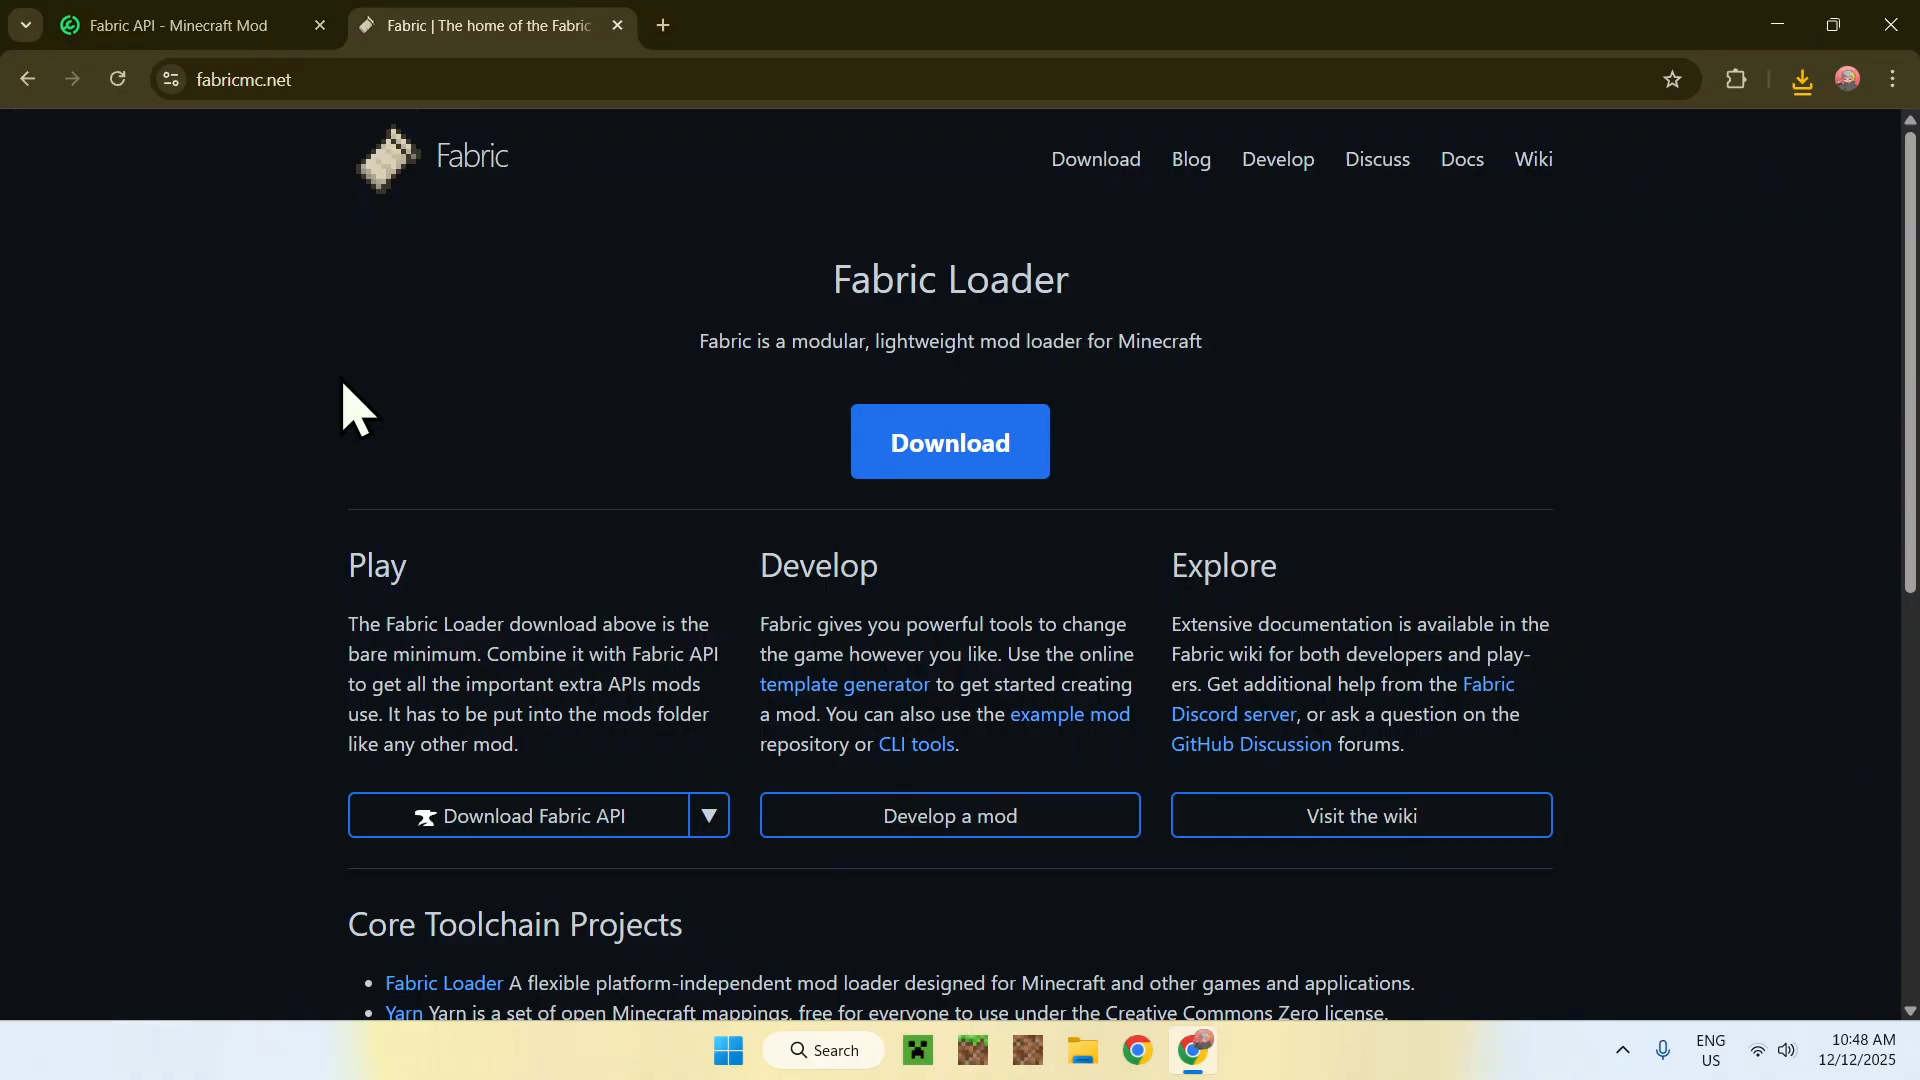 Fabric API - Minecraft Mod
Fabric | The home of the Fabric
fabricmc.net
Fabric
Download Blog Develop Discuss Docs Wiki
Fabric Loader
Fabric is a modular, lightweight mod loader for Minecraft
Download
Play
The Fabric Loader download above is the
bare minimum. Combine it with Fabric API
to get all the important extra APIs mods
use. It has to be put into the mods folder
like any other mod.
Download Fabric API
Develop
Fabric gives you powerful tools to change
the game however you like. Use the online
template generator to get started creating
a mod. You can also use the example mod
repository or CLI tools.
Develop a mod
Explore
Extensive documentation is available in the
Fabric wiki for both developers and play-
ers. Get additional help from the Fabric
Discord server, or ask a question on the
GitHub Discussion forums.
Visit the wiki
Core Toolchain Projects
Fabric Loader A flexible platform-independent mod loader designed for Minecraft and other games and applications.
Yarn Yarn is a set of open Minecraft mappings, free for everyone to use under the Creative Commons Zero license.
Search
ENG
US
10:48 AM
12/12/2025